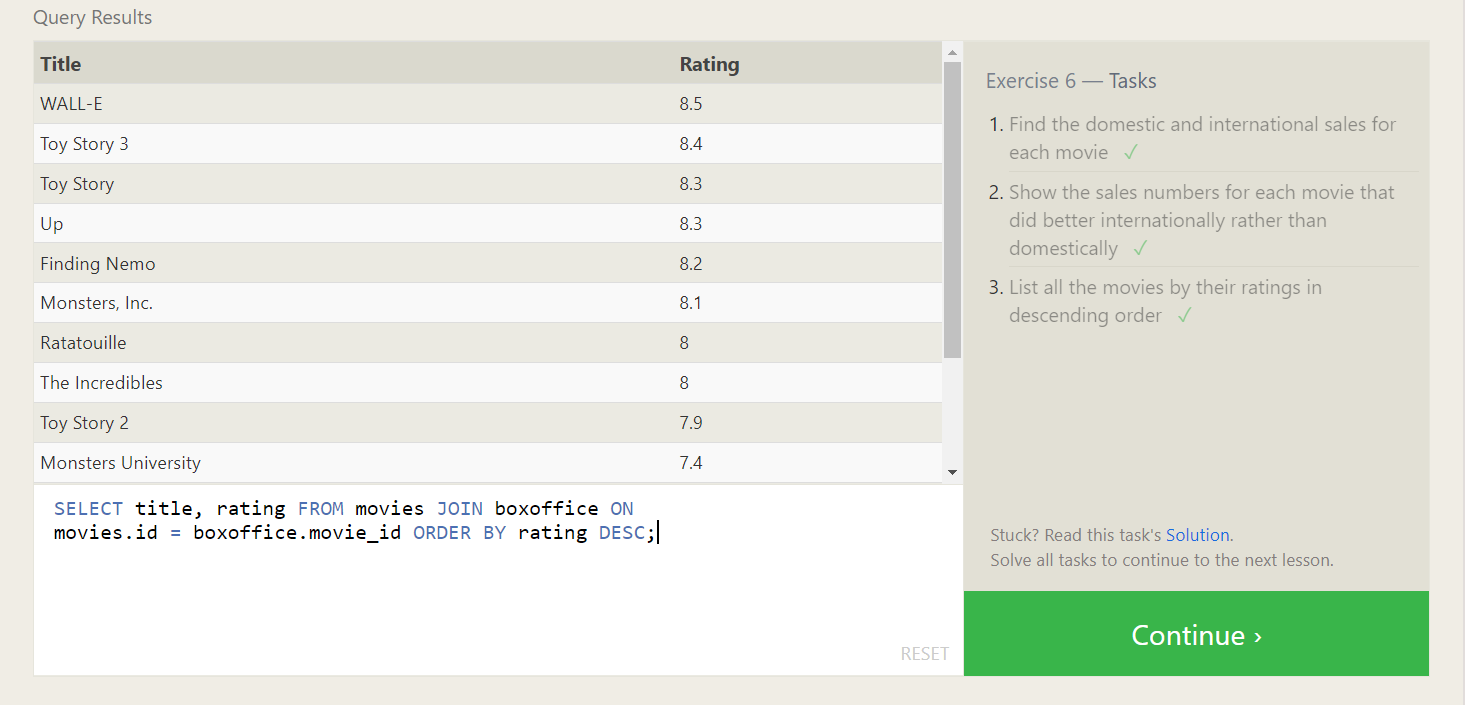 Query Results
Title Rating
WALL-E 8.5
Toy Story 3 8.4
Toy Story 8.3
Up 8.3
Finding Nemo 8.2
Monsters, Inc. 8.1
Ratatouille 8
The Incredibles 8
Toy Story 2 7.9
Monsters University 7.4
SELECT title, rating FROM movies JOIN boxoffice ON
movies.id = boxoffice.movie_id ORDER BY rating DESC;
RESET
Exercise 6 — Tasks
1. Find the domestic and international sales for
each movie ✓
2. Show the sales numbers for each movie that
did better internationally rather than
domestically ✓
3. List all the movies by their ratings in
descending order ✓
Stuck? Read this task's Solution.
Solve all tasks to continue to the next lesson.
Continue ›